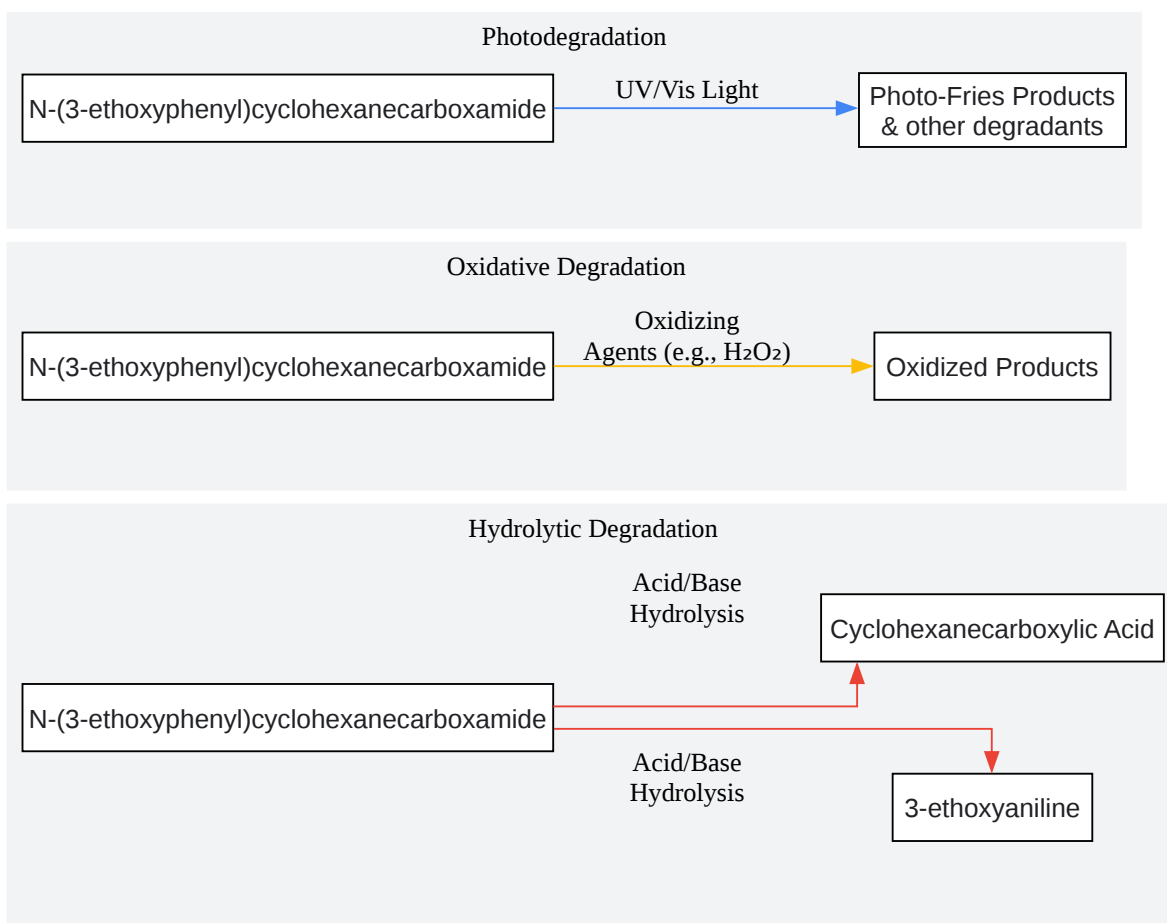 Photodegradation
N-(3-ethoxyphenyl)cyclohexanecarboxamide
UV/Vis Light
Photo-Fries Products
& other degradants
Oxidative Degradation
N-(3-ethoxyphenyl)cyclohexanecarboxamide
Oxidizing
Agents (e.g., H₂O₂)
Oxidized Products
Hydrolytic Degradation
Acid/Base
Hydrolysis
Cyclohexanecarboxylic Acid
N-(3-ethoxyphenyl)cyclohexanecarboxamide
Acid/Base
Hydrolysis
3-ethoxyaniline